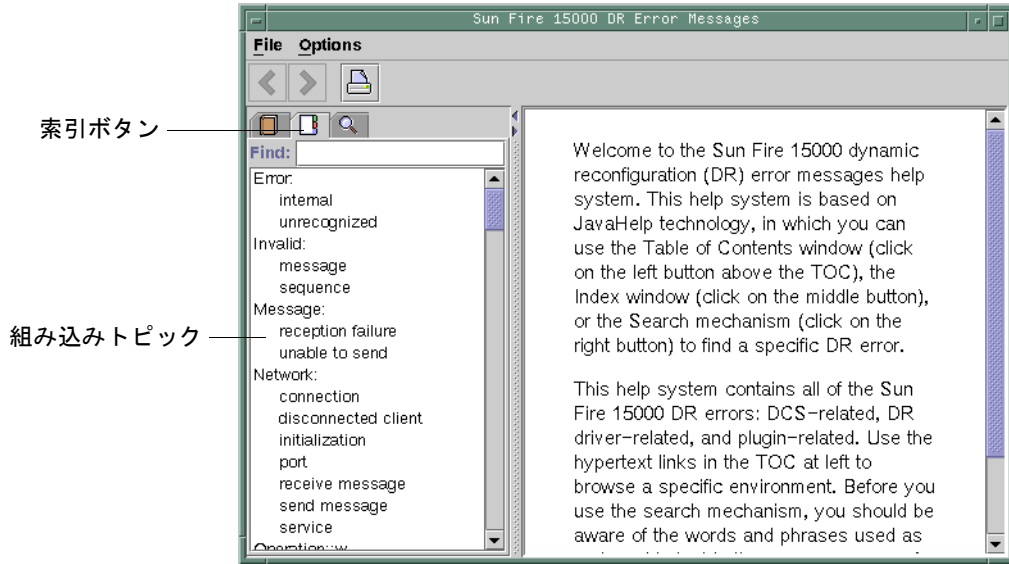 Sun Fire 15000 DR Error Messages
File Options
索引ボタン
Find:
Error:
internal
unrecognized
Invalid:
message
sequence
Message:
組み込みトピック
reception failure
unable to send
Network:
connection
disconnected client
initialization
port
receive message
send message
service
Welcome to the Sun Fire 15000 dynamic
reconfiguration (DR) error messages help
system. This help system is based on
JavaHelp technology, in which you can
use the Table of Contents window (click
on the left button above the TOC), the
Index window (click on the middle button),
or the Search mechanism (click on the
right button) to find a specific DR error.
This help system contains all of the Sun
Fire 15000 DR errors: DCS-related, DR
driver-related, and plugin-related. Use the
hypertext links in the TOC at left to
browse a specific environment. Before you
use the search mechanism, you should be
aware of the words and phrases used as